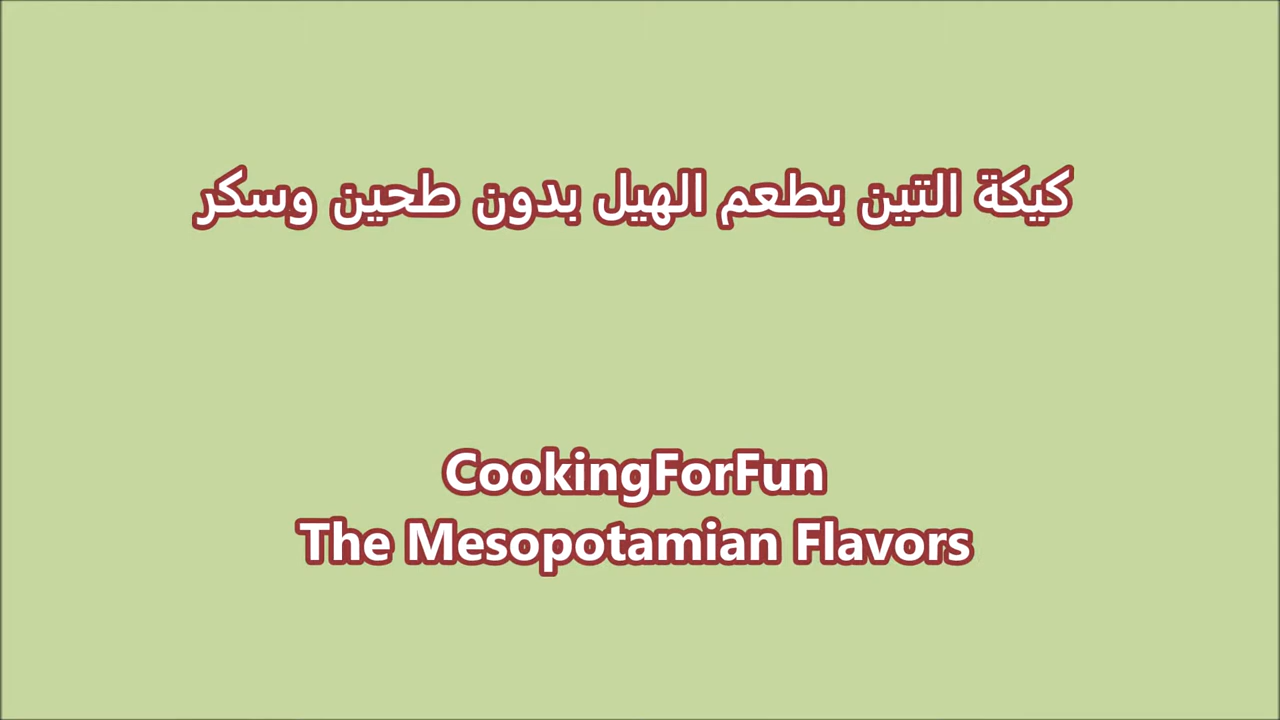 كيكة التين بطعم الهيل بدون طحين وسكر
CookingForFun
The Mesopotamian Flavors